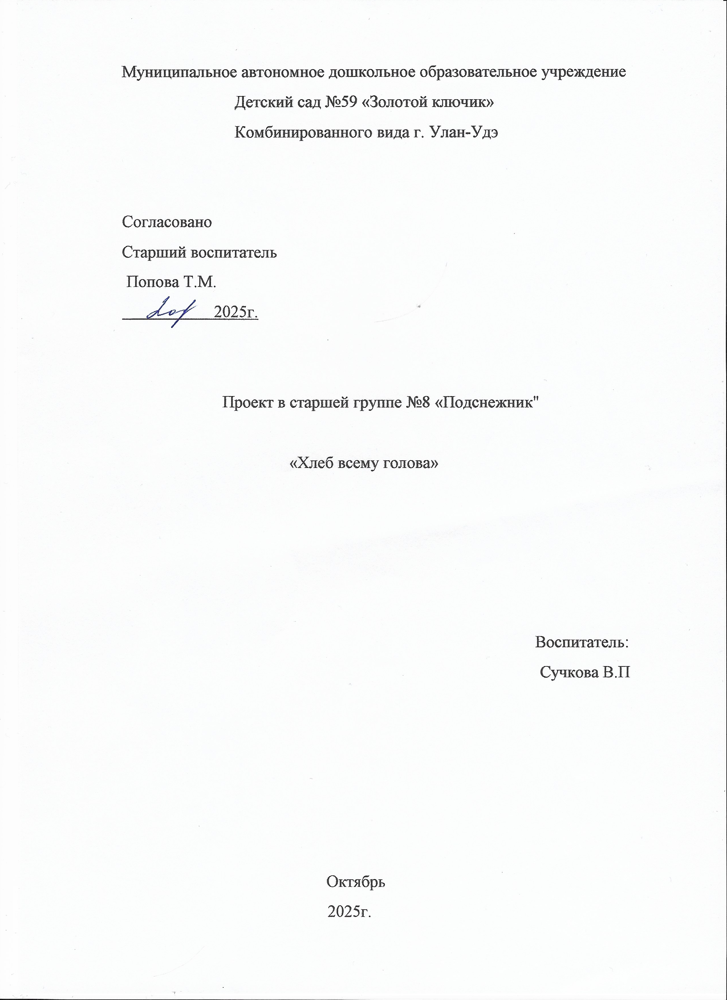 Муниципальное автономное дошкольное образовательное учреждение
Детский сад №59 «Золотой ключик»
Комбинированного вида г. Улан-Удэ
Согласовано
Старший воспитатель
Попова Т.М.
2025г.
Проект в старшей группе №8 «Подснежник"
«Хлеб всему голова»
Воспитатель:
Сучкова В.П
Октябрь
2025г.